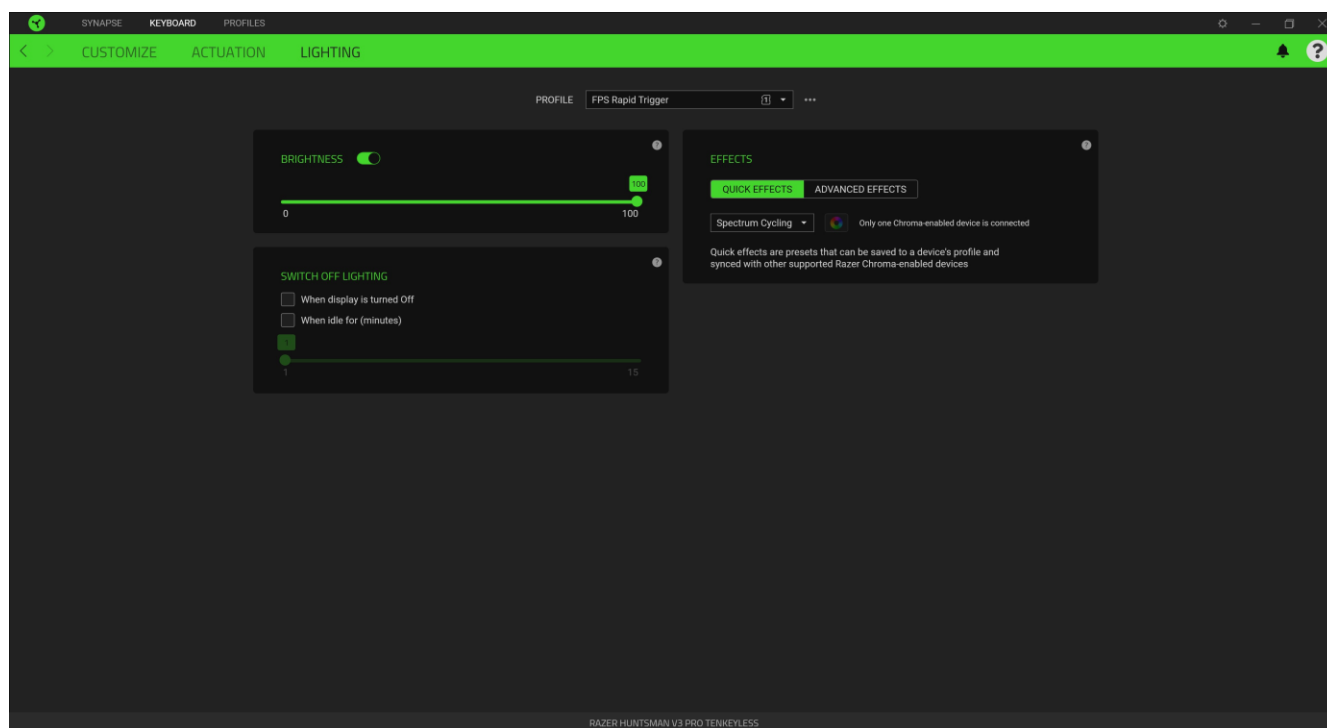 SYNAPSE KEYBOARD PROFILES
CUSTOMIZE ACTUATION LIGHTING
?
PROFILE FPS Rapid Trigger 1
?
BRIGHTNESS
100
0 100
?
SWITCH OFF LIGHTING
When display is turned Off
When idle for (minutes)
1
1 15
?
EFFECTS
QUICK EFFECTS ADVANCED EFFECTS
Spectrum Cycling Only one Chroma-enabled device is connected
Quick effects are presets that can be saved to a device's profile and
synced with other supported Razer Chroma-enabled devices
RAZER HUNTSMAN V3 PRO TENKEYLESS